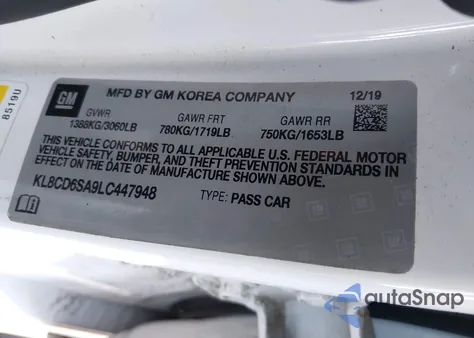 GM
MFD BY GM KOREA COMPANY 12/19
GVWR GAWR FRT GAWR RR
1388KG/3060LB 780KG/1719LB 750KG/1653LB
THIS VEHICLE CONFORMS TO ALL APPLICABLE U.S. FEDERAL MOTOR
VEHICLE SAFETY, BUMPER, AND THEFT PREVENTION STANDARDS IN
EFFECT ON THE DATE OF MANUFACTURE SHOWN ABOVE.
KL8CD6SA9LC447948 TYPE: PASS CAR
8519U
autaSnap